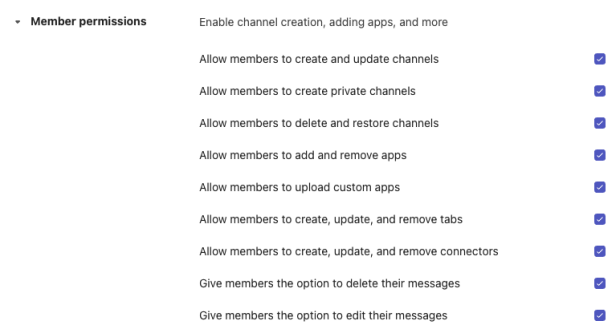 Member permissions
Enable channel creation, adding apps, and more
Allow members to create and update channels
Allow members to create private channels
Allow members to delete and restore channels
Allow members to add and remove apps
Allow members to upload custom apps
Allow members to create, update, and remove tabs
Allow members to create, update, and remove connectors
Give members the option to delete their messages
Give members the option to edit their messages